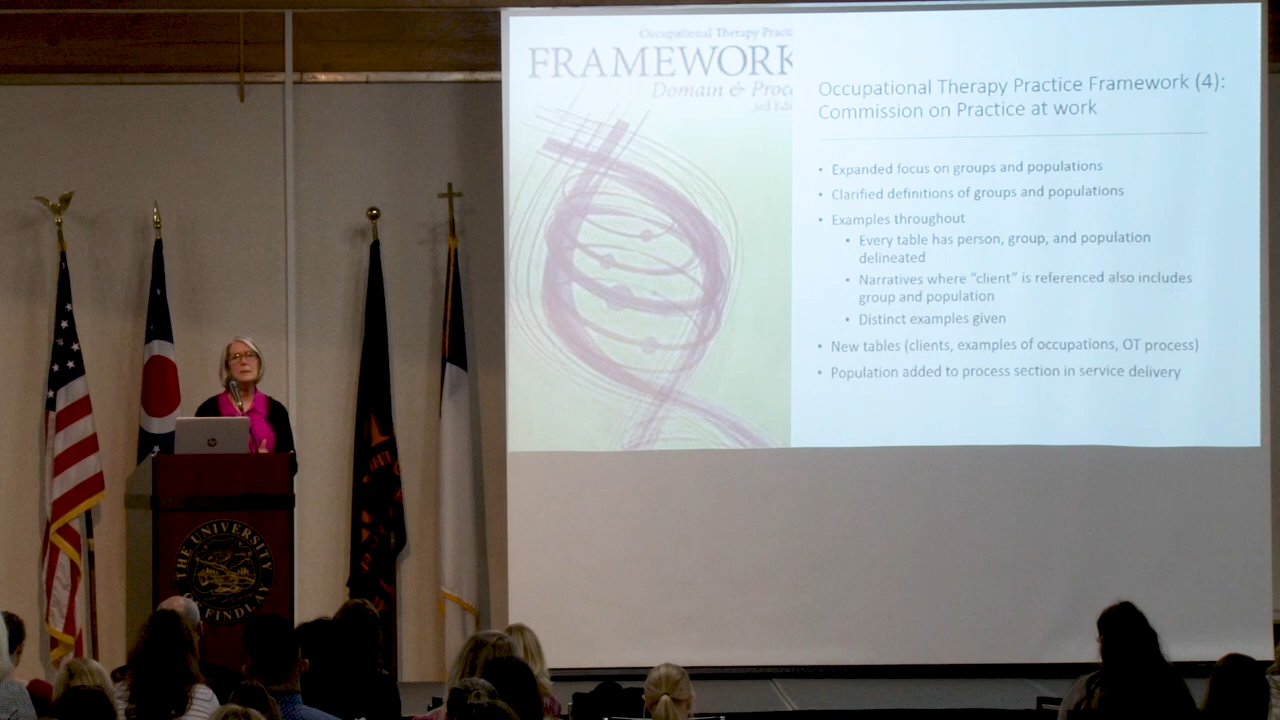 Occupational Therapy Practi
FRAMEWORK
Domain & Proce
3rd Edi
Occupational Therapy Practice Framework (4):
Commission on Practice at work
• Expanded focus on groups and populations
• Clarified definitions of groups and populations
• Examples throughout
• Every table has person, group, and population
delineated
• Narratives where “client” is referenced also includes
group and population
• Distinct examples given
• New tables (clients, examples of occupations, OT process)
• Population added to process section in service delivery
hp
THE UNIVERSITY
OF FINDLAY